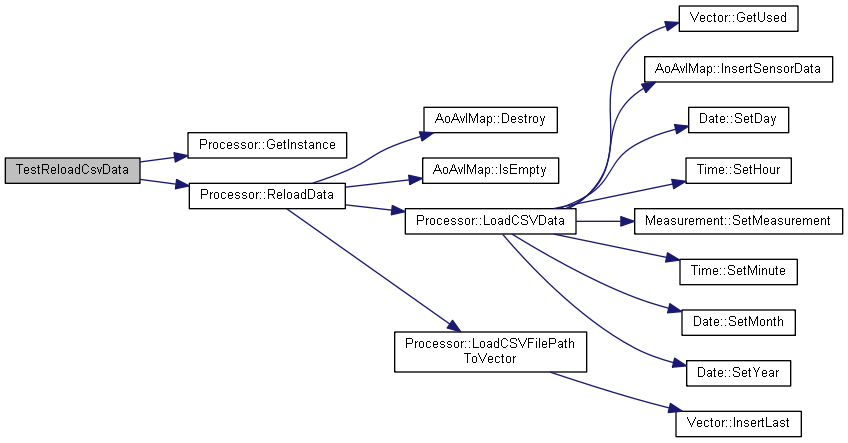 Vector::GetUsed
AoAvlMap::InsertSensorData
AoAvlMap::Destroy
Date::SetDay
Processor::GetInstance
TestReloadCsvData
AoAvlMap::IsEmpty
Time::SetHour
Processor::ReloadData
Processor::LoadCSVData
Measurement::SetMeasurement
Time::SetMinute
Date::SetMonth
Processor::LoadCSVFilePath
ToVector
Date::SetYear
Vector::InsertLast